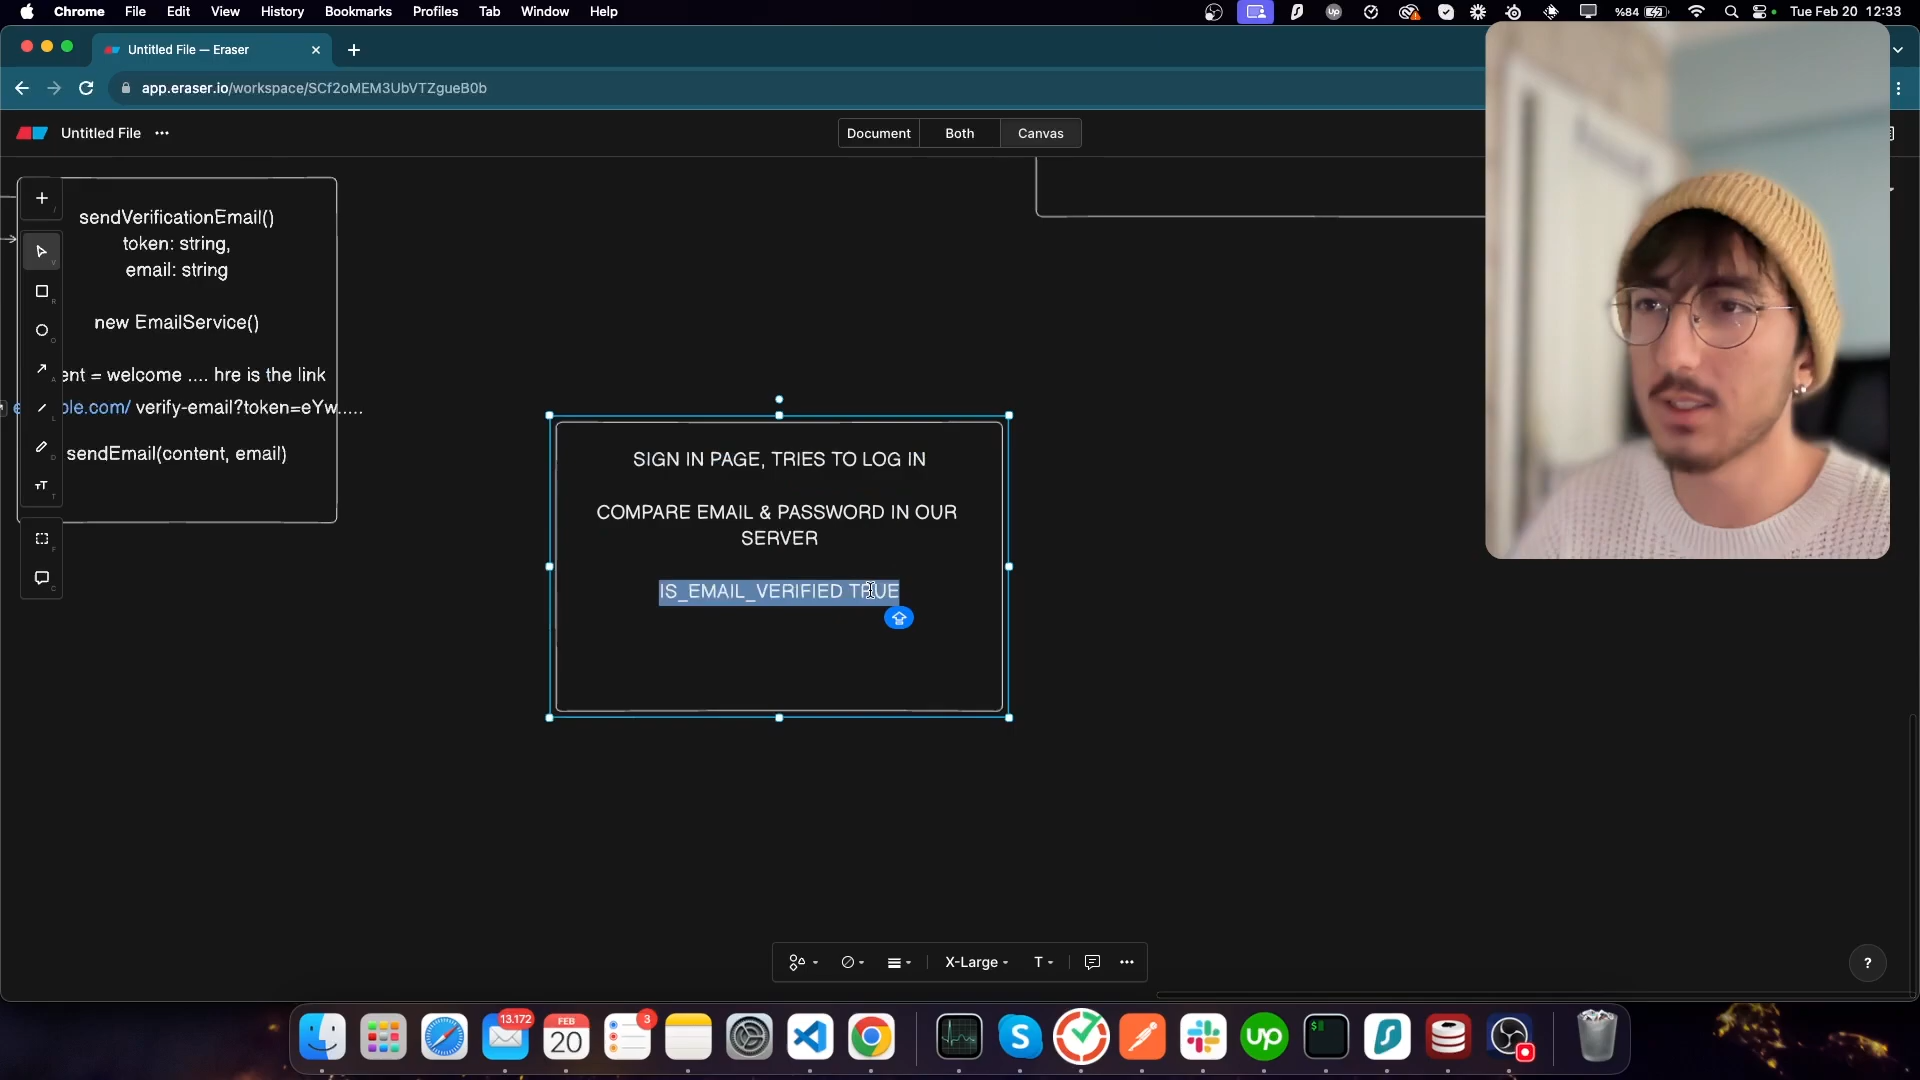 Chrome File Edit View History Bookmarks Profiles Tab Window Help
%84 Tue Feb 20 12:33
Untitled File — Eraser
app.eraser.io/workspace/SCf2oMEM3UbVTZgueB0b
Untitled File
Document Both Canvas
sendVerificationEmail()
token: string,
email: string
new EmailService()
ent = welcome .... hre is the link
ple.com/ verify-email?token=eYw.....
sendEmail(content, email)
SIGN IN PAGE, TRIES TO LOG IN
COMPARE EMAIL & PASSWORD IN OUR
SERVER
IS_EMAIL_VERIFIED TRUE
X-Large T
?
13.172
FEB
20
3
up